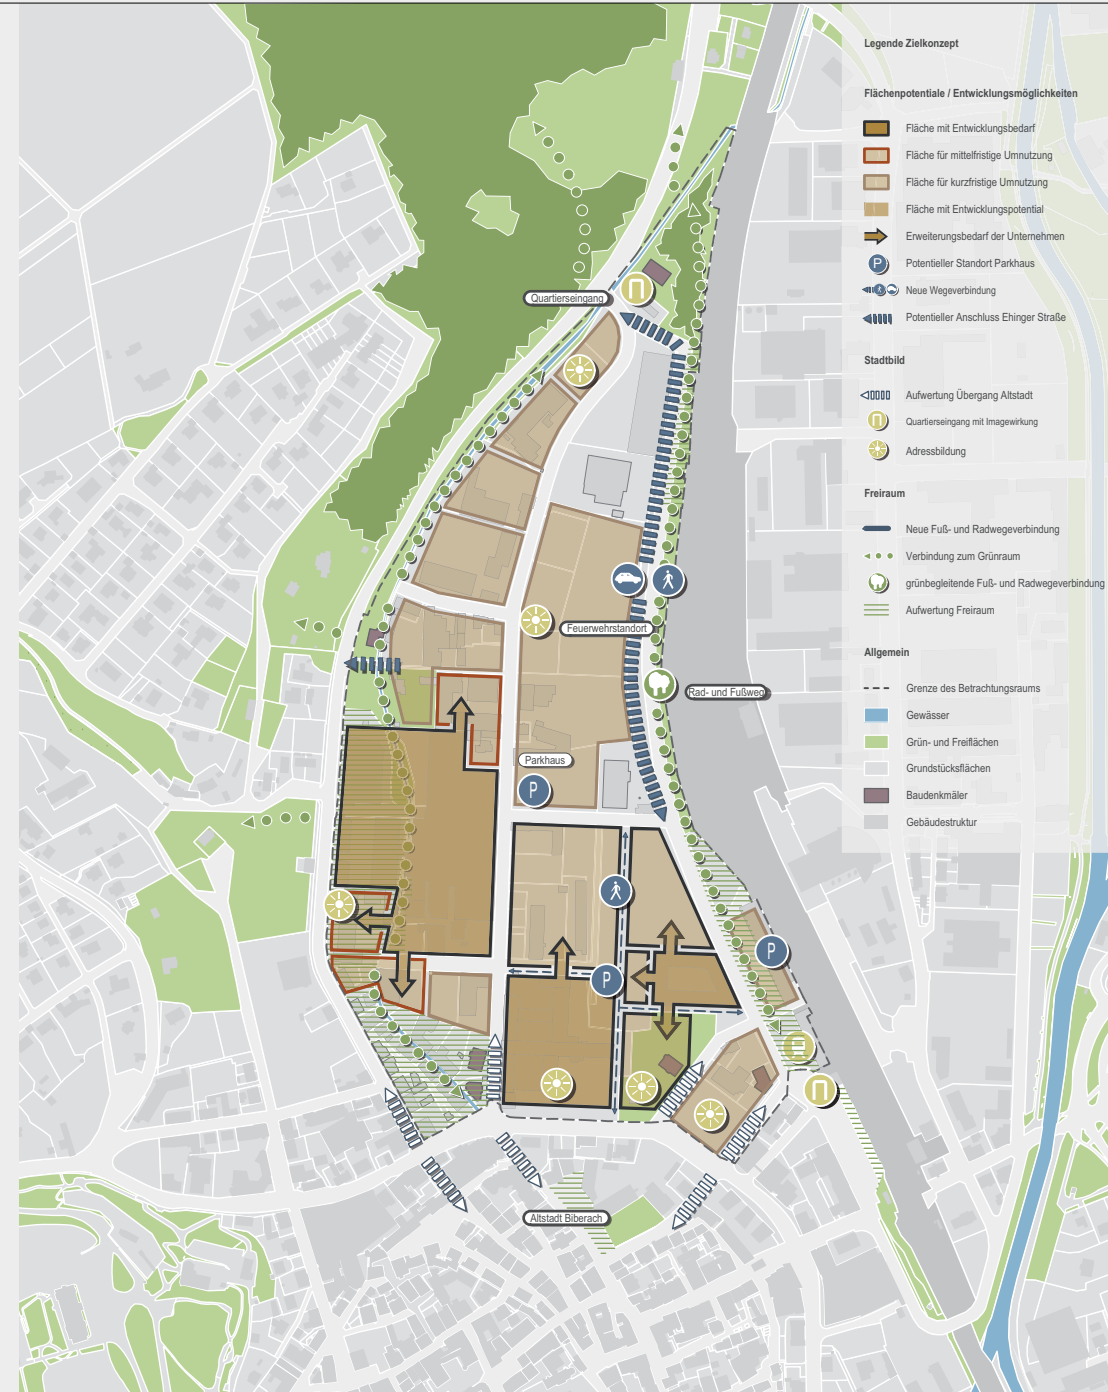 Legende Zielkonzept
Flächenpotentiale / Entwicklungsmöglichkeiten
Fläche mit Entwicklungsbedarf
Fläche für mittelfristige Umnutzung
Fläche für kurzfristige Umnutzung
Fläche mit Entwicklungspotential
Erweiterungsbedarf der Unternehmen
P Potentieller Standort Parkhaus
Neue Wegeverbindung
Potentieller Anschluss Ehinger Straße
Stadtbild
Aufwertung Übergang Altstadt
Quartierseingang mit Imagewirkung
Adressbildung
Freiraum
Neue Fuß- und Radwegeverbindung
Verbindung zum Grünraum
grünbegleitende Fuß- und Radwegeverbindung
Aufwertung Freiraum
Allgemein
Grenze des Betrachtungsraums
Gewässer
Grün- und Freiflächen
Grundstücksflächen
Baudenkmäler
Gebäudestruktur
Quartierseingang
Feuerwehrstandort
Rad- und Fußweg
Parkhaus
P
P
P
Altstadt Biberach